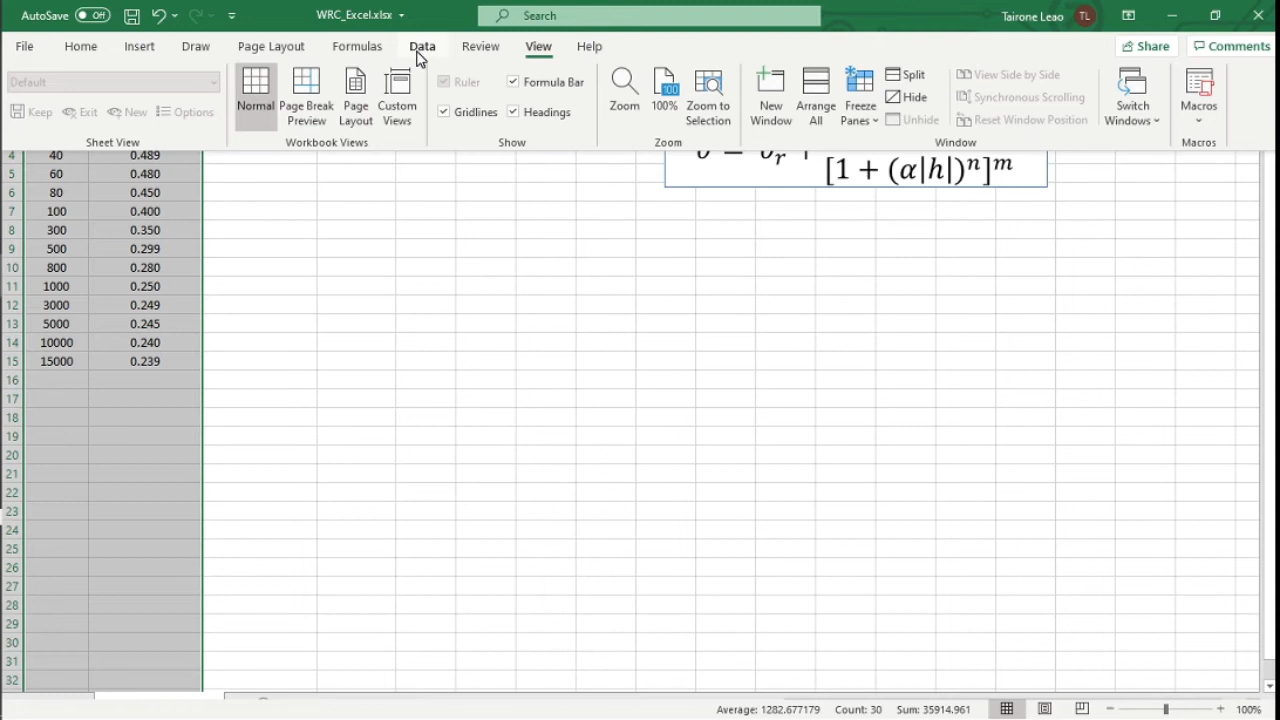 AutoSave Off WRC_Excel.xlsx Search Tairone Leao TL
File Home Insert Draw Page Layout Formulas Data Review View Help Share Comments
Default
Keep Exit New Options
Sheet View
Normal
Page Break Preview
Page Layout
Custom Views
Workbook Views
Ruler Formula Bar
Gridlines Headings
Show
Zoom
100%
Zoom to Selection
Zoom
New Window
Arrange All
Freeze Panes
Split
Hide
Unhide
View Side by Side
Synchronous Scrolling
Reset Window Position
Switch Windows
Window
Macros
Macros
4 40 0.489
5 60 0.480
6 80 0.450
7 100 0.400
8 300 0.350
9 500 0.299
10 800 0.280
11 1000 0.250
12 3000 0.249
13 5000 0.245
14 10000 0.240
15 15000 0.239
16
17
18
19
20
21
22
23
24
25
26
27
28
29
30
31
32
[1 + (α|h|)ⁿ]ᵐ
Average: 1282.677179 Count: 30 Sum: 35914.961 100%